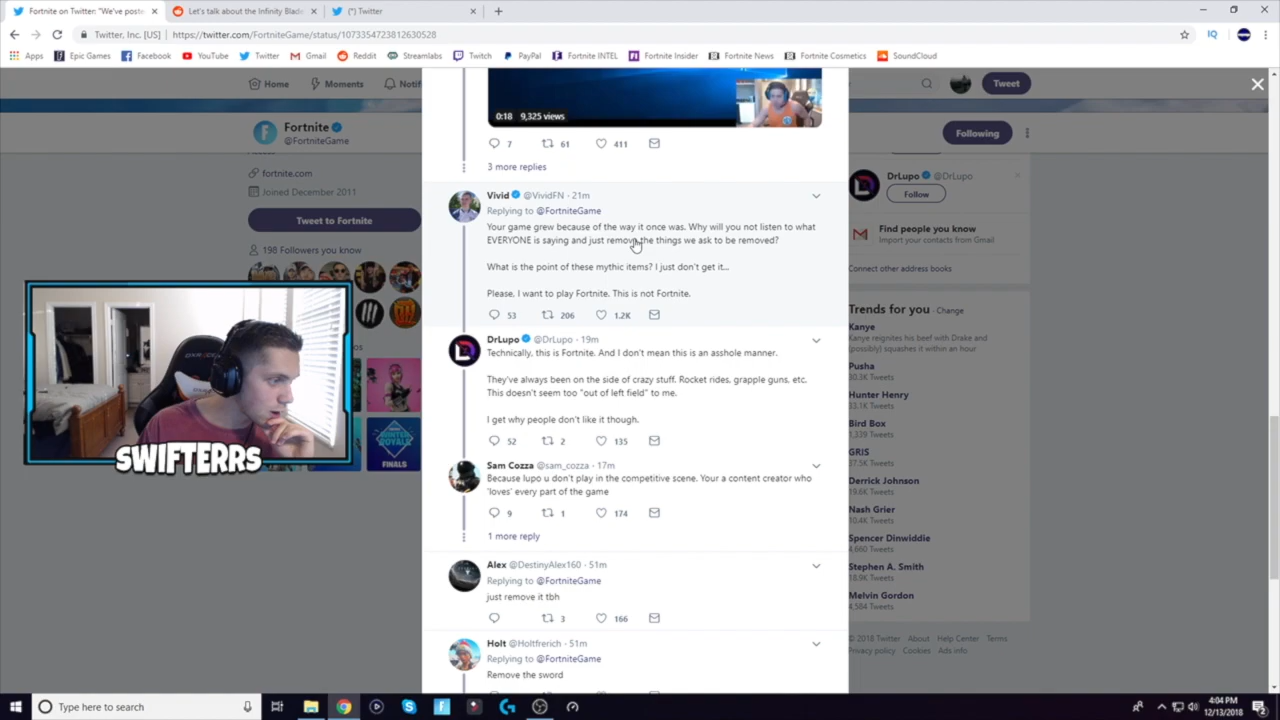 Fortnite on Twitter: "We've poste
Let's talk about the Infinity Blade
(*) Twitter
Twitter, Inc. [US]
https://twitter.com/FortniteGame/status/1073354723812630528
Apps
Epic Games
Facebook
YouTube
Twitter
Gmail
Reddit
Streamlabs
Twitch
PayPal
Fortnite INTEL
Fortnite Insider
Fortnite News
Fortnite Cosmetics
SoundCloud
Home
Moments
Tweet
Fortnite
@FortniteGame
Following
fortnite.com
Joined December 2011
Tweet to Fortnite
198 Followers you know
SWIFTERRS
WINTER ROYALE
FINALS
0:18 9,325 views
7 61 411
3 more replies
Vivid @VividFN · 21m
Replying to @FortniteGame
Your game grew because of the way it once was. Why will you not listen to what
EVERYONE is saying and just remove the things we ask to be removed?
What is the point of these mythic items? I just don't get it...
Please, I want to play Fortnite. This is not Fortnite.
53 206 1.2K
DrLupo @DrLupo · 19m
Technically, this is Fortnite. And I don't mean this is an asshole manner.
They've always been on the side of crazy stuff. Rocket rides, grapple guns, etc.
This doesn't seem too "out of left field" to me.
I get why people don't like it though.
52 2 135
Sam Cozza @sam_cozza · 17m
Because lupo u don't play in the competitive scene. Your a content creator who
'loves' every part of the game
9 1 174
1 more reply
Alex @DestinyAlex160 · 51m
Replying to @FortniteGame
just remove it tbh
3 166
Holt @Holtfrerich · 51m
Replying to @FortniteGame
Remove the sword
DrLupo @DrLupo
Follow
Find people you know
Import your contacts from Gmail
Connect other address books
Trends for you · Change
Kanye
Kanye reignites his beef with Drake and
(possibly) squashes it within an hour
Pusha
30.3K Tweets
Hunter Henry
33.1K Tweets
Bird Box
1,339 Tweets
GRIS
37.5K Tweets
Derrick Johnson
19.6K Tweets
Nash Grier
10.4K Tweets
Spencer Dinwiddie
4,660 Tweets
Stephen A. Smith
18.9K Tweets
Melvin Gordon
4,584 Tweets
© 2018 Twitter About Help Center Terms
Privacy policy Cookies Ads info
Type here to search
4:04 PM
12/13/2018
2